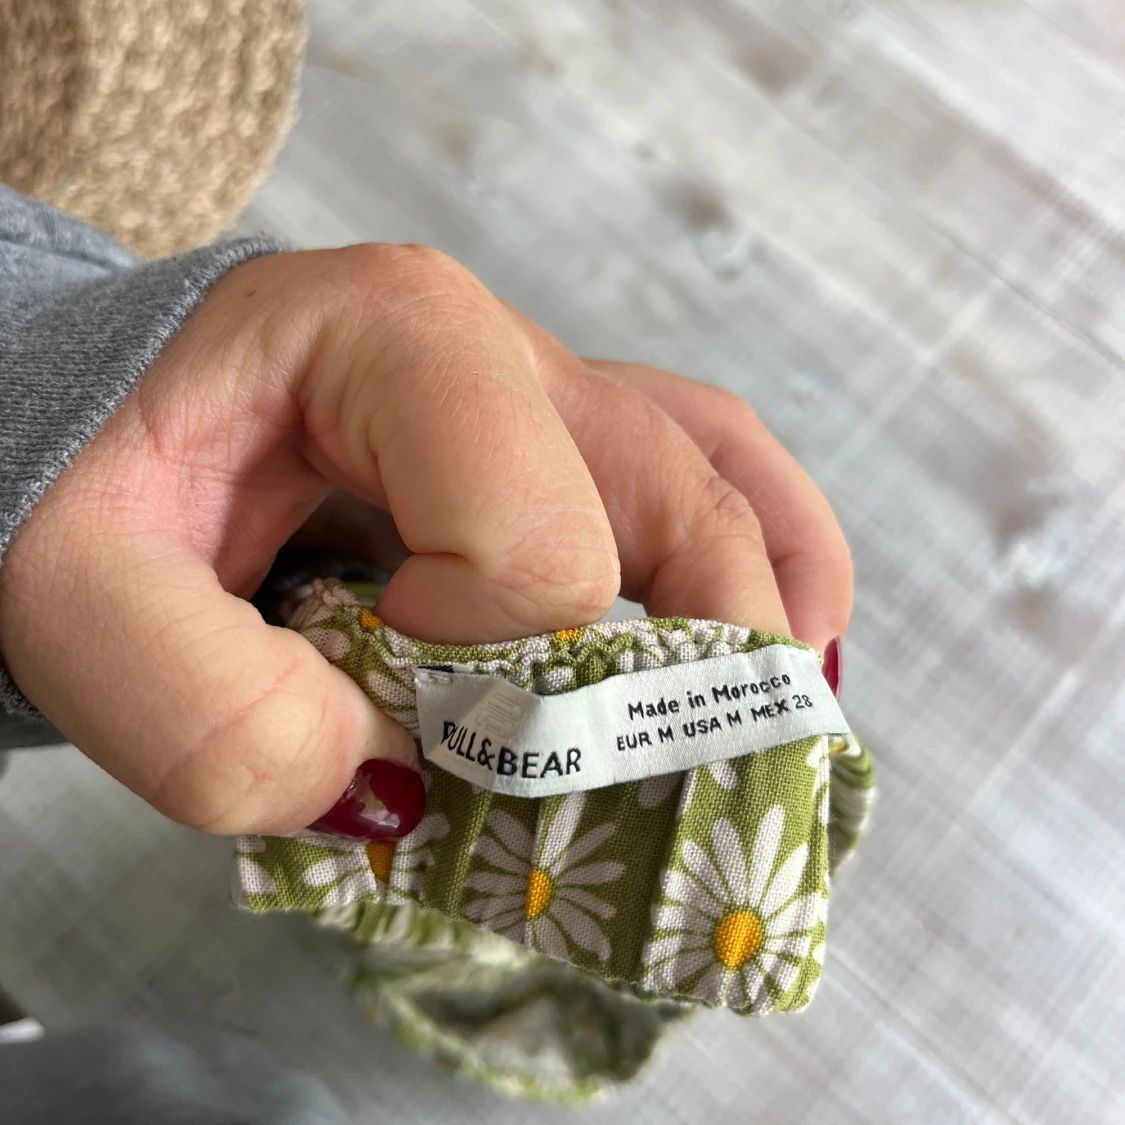 PULL&BEAR
Made in Morocco
EUR M USA M MEX 28